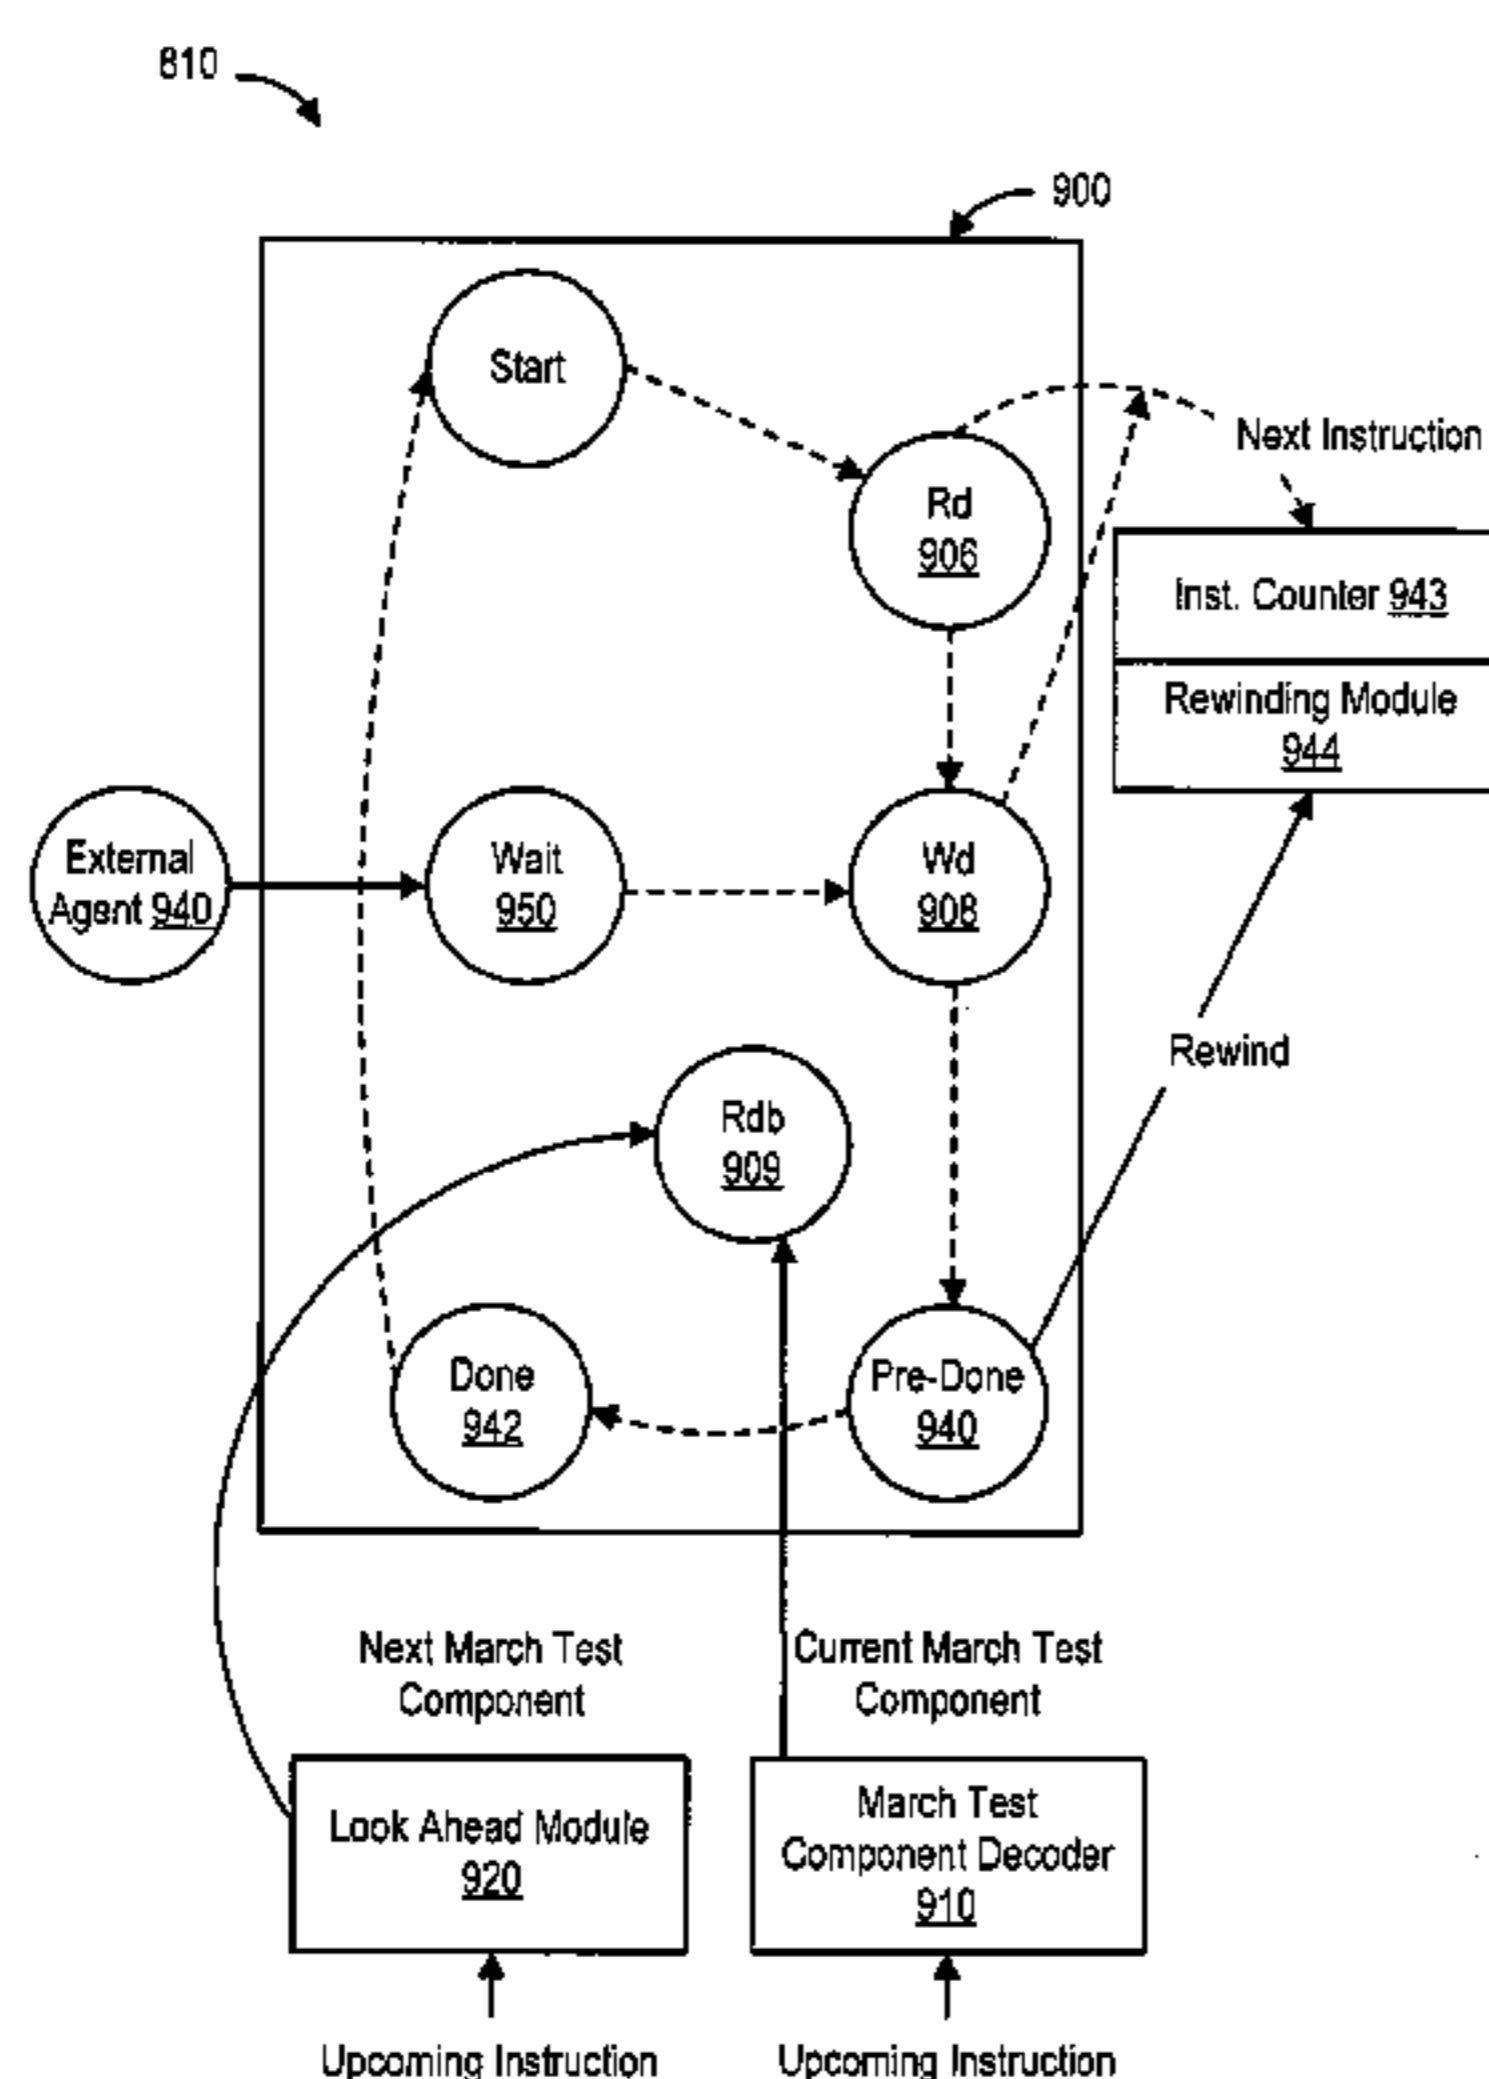 810
900
Start
Next Instruction
Rd
906
Inst. Counter 943
Rewinding Module
944
External
Agent 940
Wait
950
Wd
908
Rewind
Rdb
909
Done
942
Pre-Done
940
Next March Test
Component
Current March Test
Component
Look Ahead Module
920
March Test
Component Decoder
910
Upcoming Instruction
Upcoming Instruction